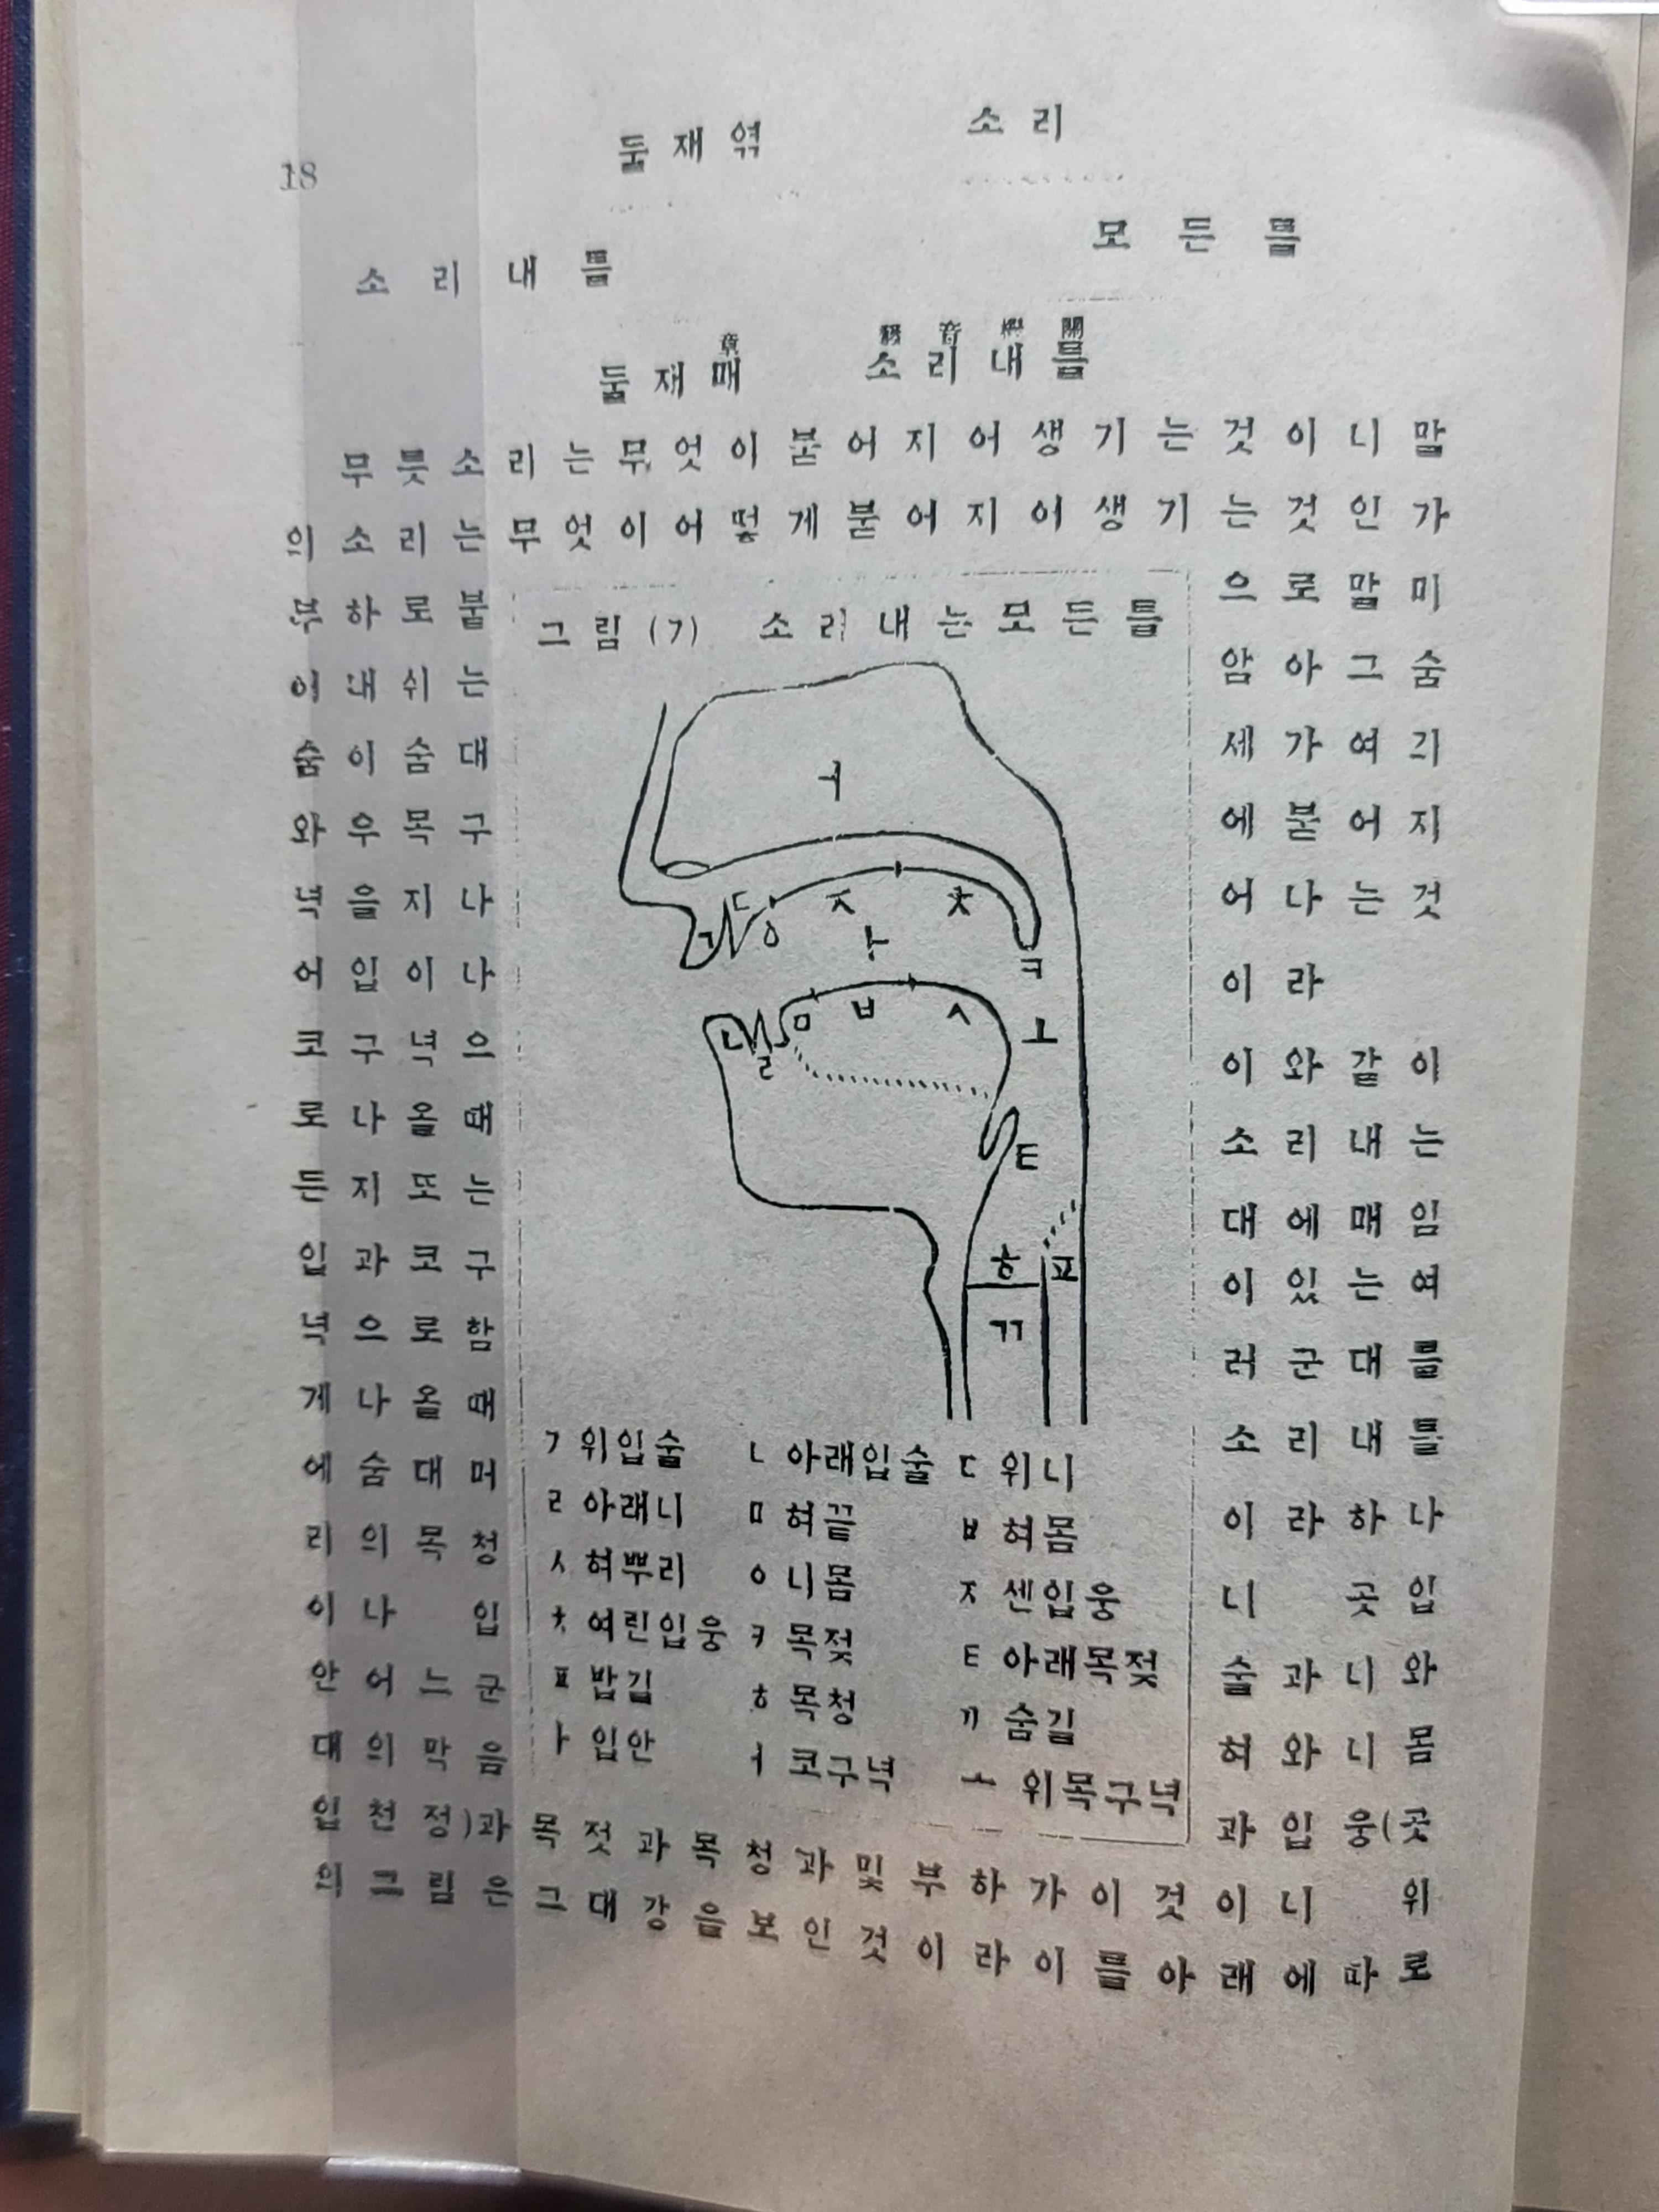 18
둘재엮 소리
소리내틀 모든틀
章 發音機關
둘재매 소리내틀
무릇소리는무엇이붇어지어생기는것이니말
의소리는무엇이어떻게붇어지어생기는것인가
부하로붙
이내쉬는
숨이숨대
와우목구
녁을지나
어입이나
코구녁으
로나올때
든지또는
입과코구
녁으로함
게나올때
에숨대머
리의목청
이나 입
안어느군
대의막음
으로말미
암아그숨
세가여긔
에붇어지
어나는것
이라
이와같이
소리내는
대에매임
이있는여
러군대를
소리내틀
이라하나
니 곳입
술과니와
혀와니몸
과입웅(곳
그림(7) 소리내는모든틀
ㅓ
ㄱ ㄷ ㅇ ㅈ ㅊ
ㅏ
ㅋ
ㄴ ㄹ ㅁ ㅂ ㅅ ㅗ
ㅌ
ㅎ ㅍ
ㄲ
ㄱ 위입술 ㄴ 아래입술 ㄷ 위니
ㄹ 아래니 ㅁ 혀끝 ㅂ 혀몸
ㅅ 혀뿌리 ㅇ 니몸 ㅈ 센입웅
ㅊ 여린입웅 ㅋ 목젖 ㅌ 아래목젖
ㅍ 밥길 ㅎ 목청 ㄲ 숨길
ㅏ 입안 ㅓ 코구녁 ㅗ 위목구녁
입천정)과목젓과목청과및부하가이것이니 위
의그림은그대강을보인것이라이를아래에따로